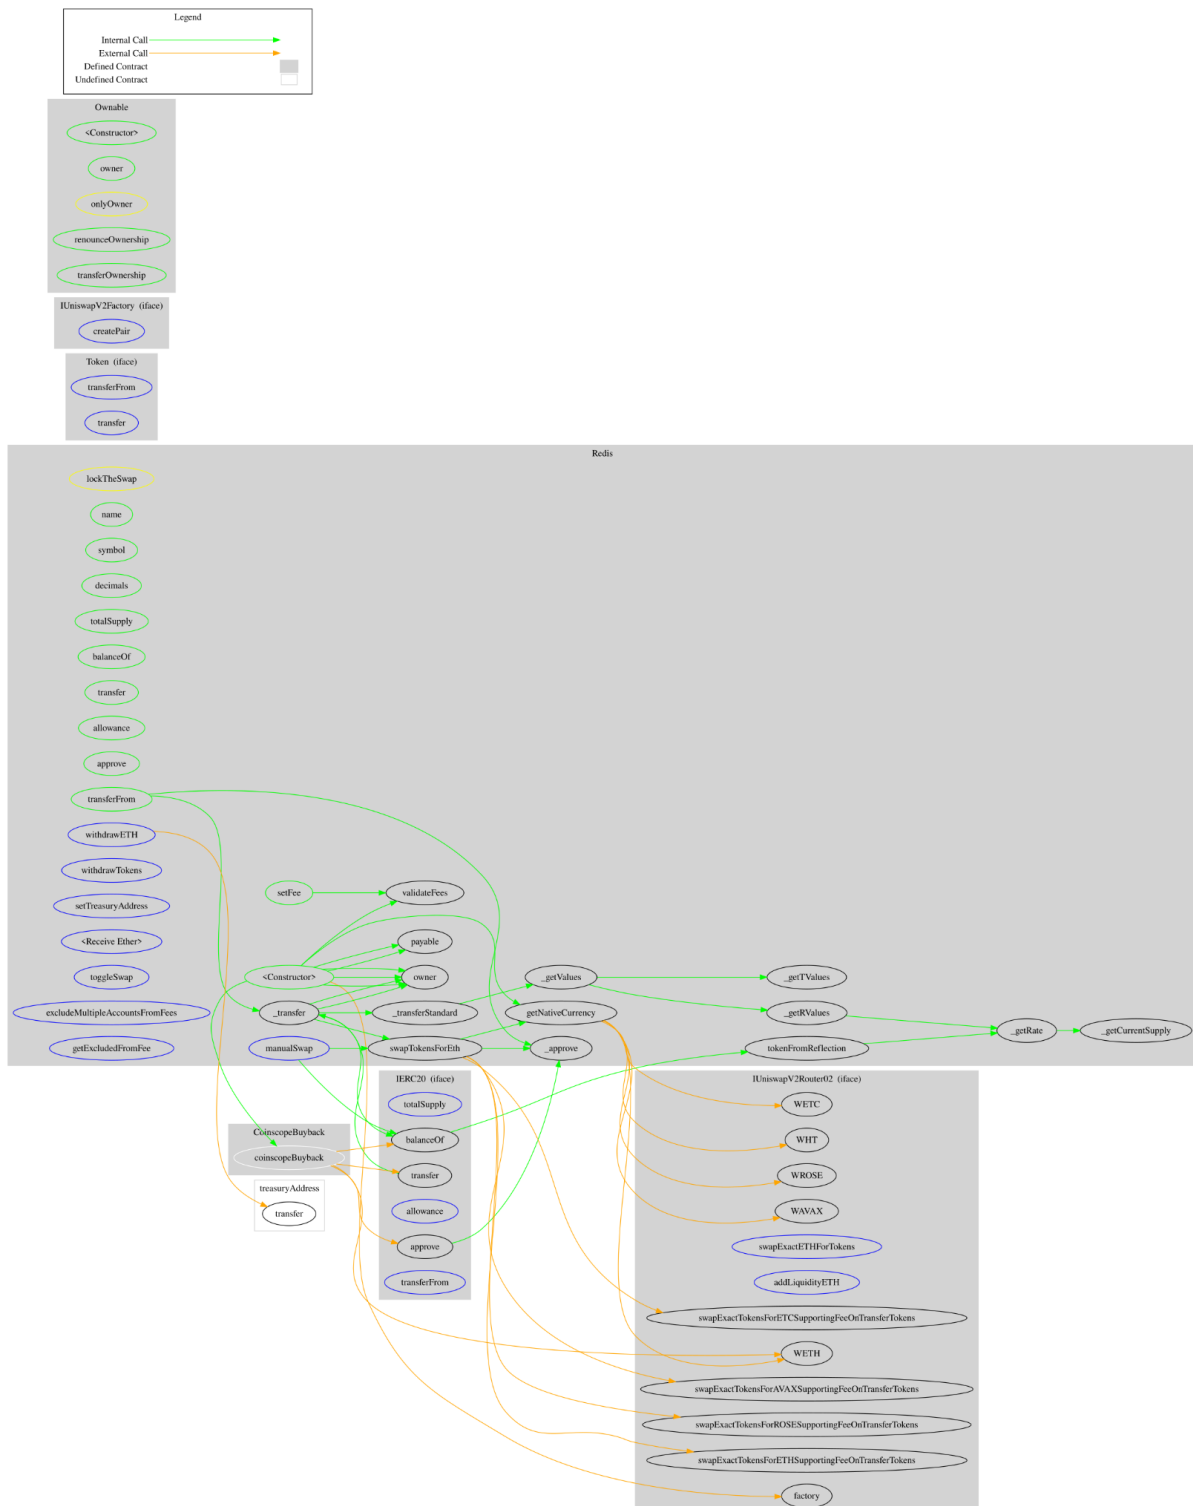 Legend
Internal Call
External Call
Defined Contract
Undefined Contract
Ownable
<Constructor>
owner
onlyOwner
renounceOwnership
transferOwnership
IUniswapV2Factory (iface)
createPair
Token (iface)
transferFrom
transfer
Redis
lockTheSwap
name
symbol
decimals
totalSupply
balanceOf
transfer
allowance
approve
transferFrom
withdrawETH
withdrawTokens
setTreasuryAddress
<Receive Ether>
toggleSwap
excludeMultipleAccountsFromFees
getExcludedFromFee
setFee
<Constructor>
_transfer
manualSwap
validateFees
payable
owner
_transferStandard
swapTokensForEth
_getValues
getNativeCurrency
_approve
_getTValues
_getRValues
tokenFromReflection
_getRate
_getCurrentSupply
CoinscopeBuyback
coinscopeBuyback
treasuryAddress
transfer
IERC20 (iface)
totalSupply
balanceOf
transfer
allowance
approve
transferFrom
IUniswapV2Router02 (iface)
WETC
WHT
WROSE
WAVAX
swapExactETHForTokens
addLiquidityETH
swapExactTokensForETCSupportingFeeOnTransferTokens
WETH
swapExactTokensForAVAXSupportingFeeOnTransferTokens
swapExactTokensForROSESupportingFeeOnTransferTokens
swapExactTokensForETHSupportingFeeOnTransferTokens
factory